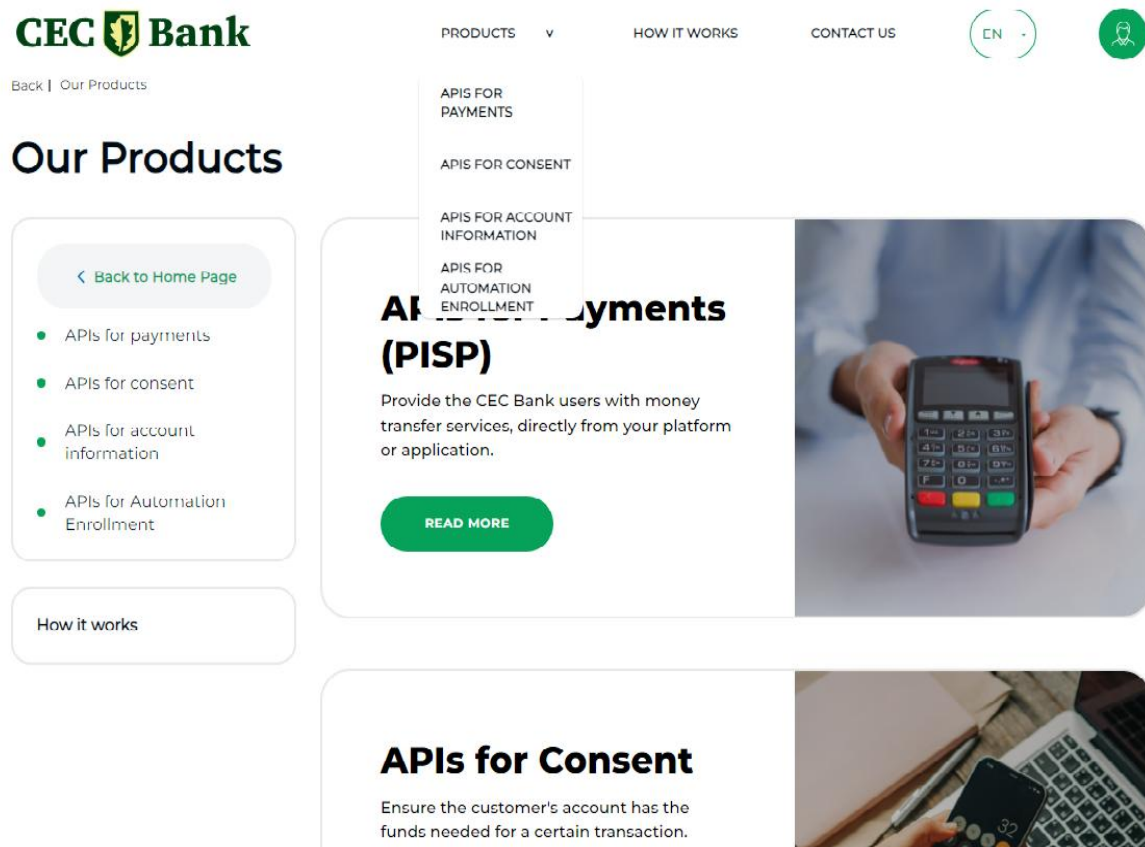 CEC Bank
PRODUCTS v
HOW IT WORKS
CONTACT US
EN
Back | Our Products
APIS FOR
PAYMENTS
APIS FOR CONSENT
APIS FOR ACCOUNT
INFORMATION
APIS FOR
AUTOMATION
ENROLLMENT
Our Products
< Back to Home Page
APIs for payments
APIs for consent
APIs for account
information
APIs for Automation
Enrollment
How it works
APIs for Payments
(PISP)
Provide the CEC Bank users with money
transfer services, directly from your platform
or application.
READ MORE
APIs for Consent
Ensure the customer's account has the
funds needed for a certain transaction.